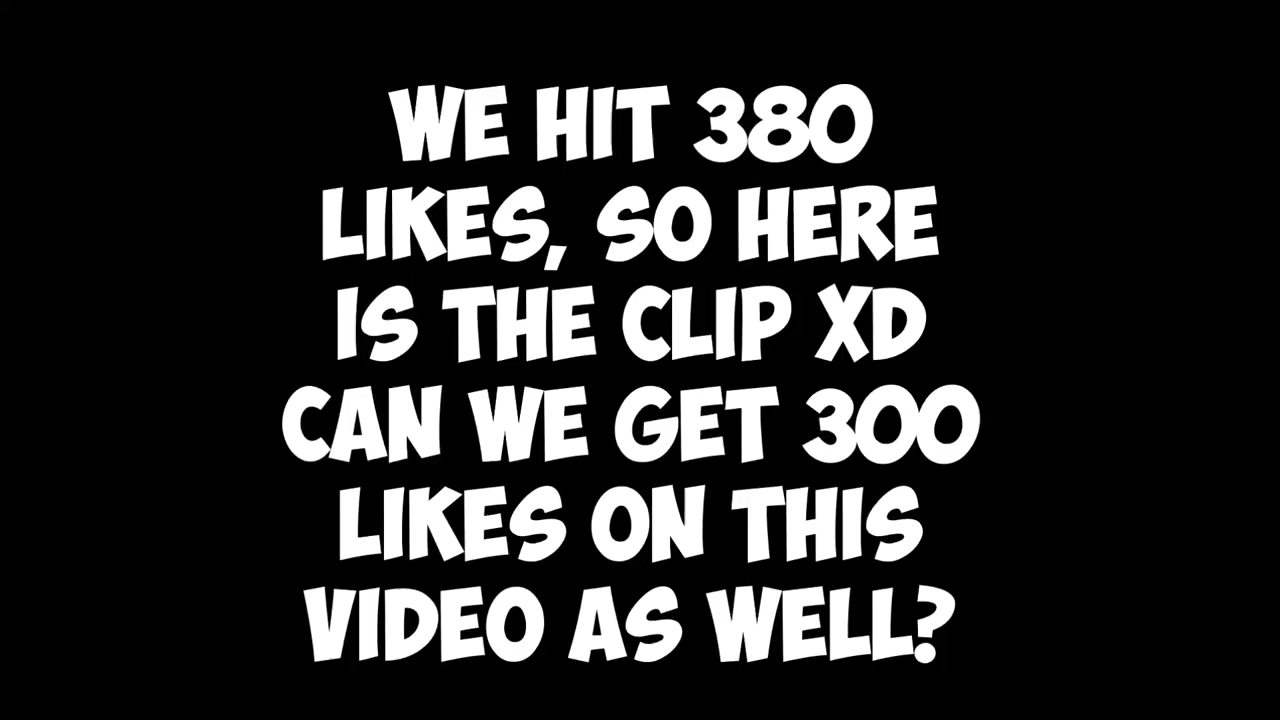 WE HIT 380
LIKES, SO HERE
IS THE CLIP XD
CAN WE GET 300
LIKES ON THIS
VIDEO AS WELL?